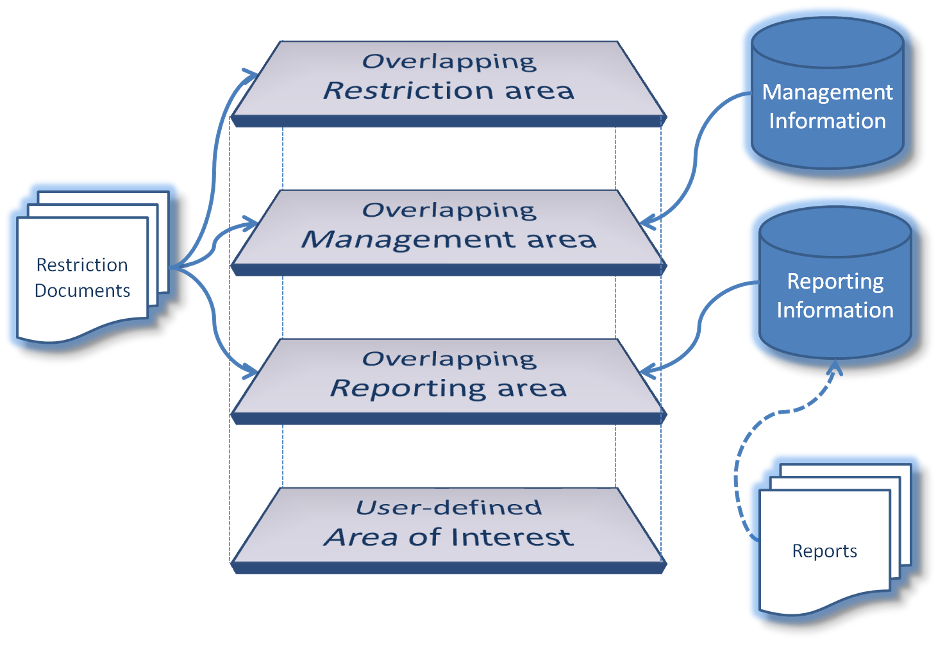 Overlapping
Restriction area
Management
Information
Overlapping
Management area
Restriction
Documents
Reporting
Information
Overlapping
Reporting area
User-defined
Area of Interest
Reports